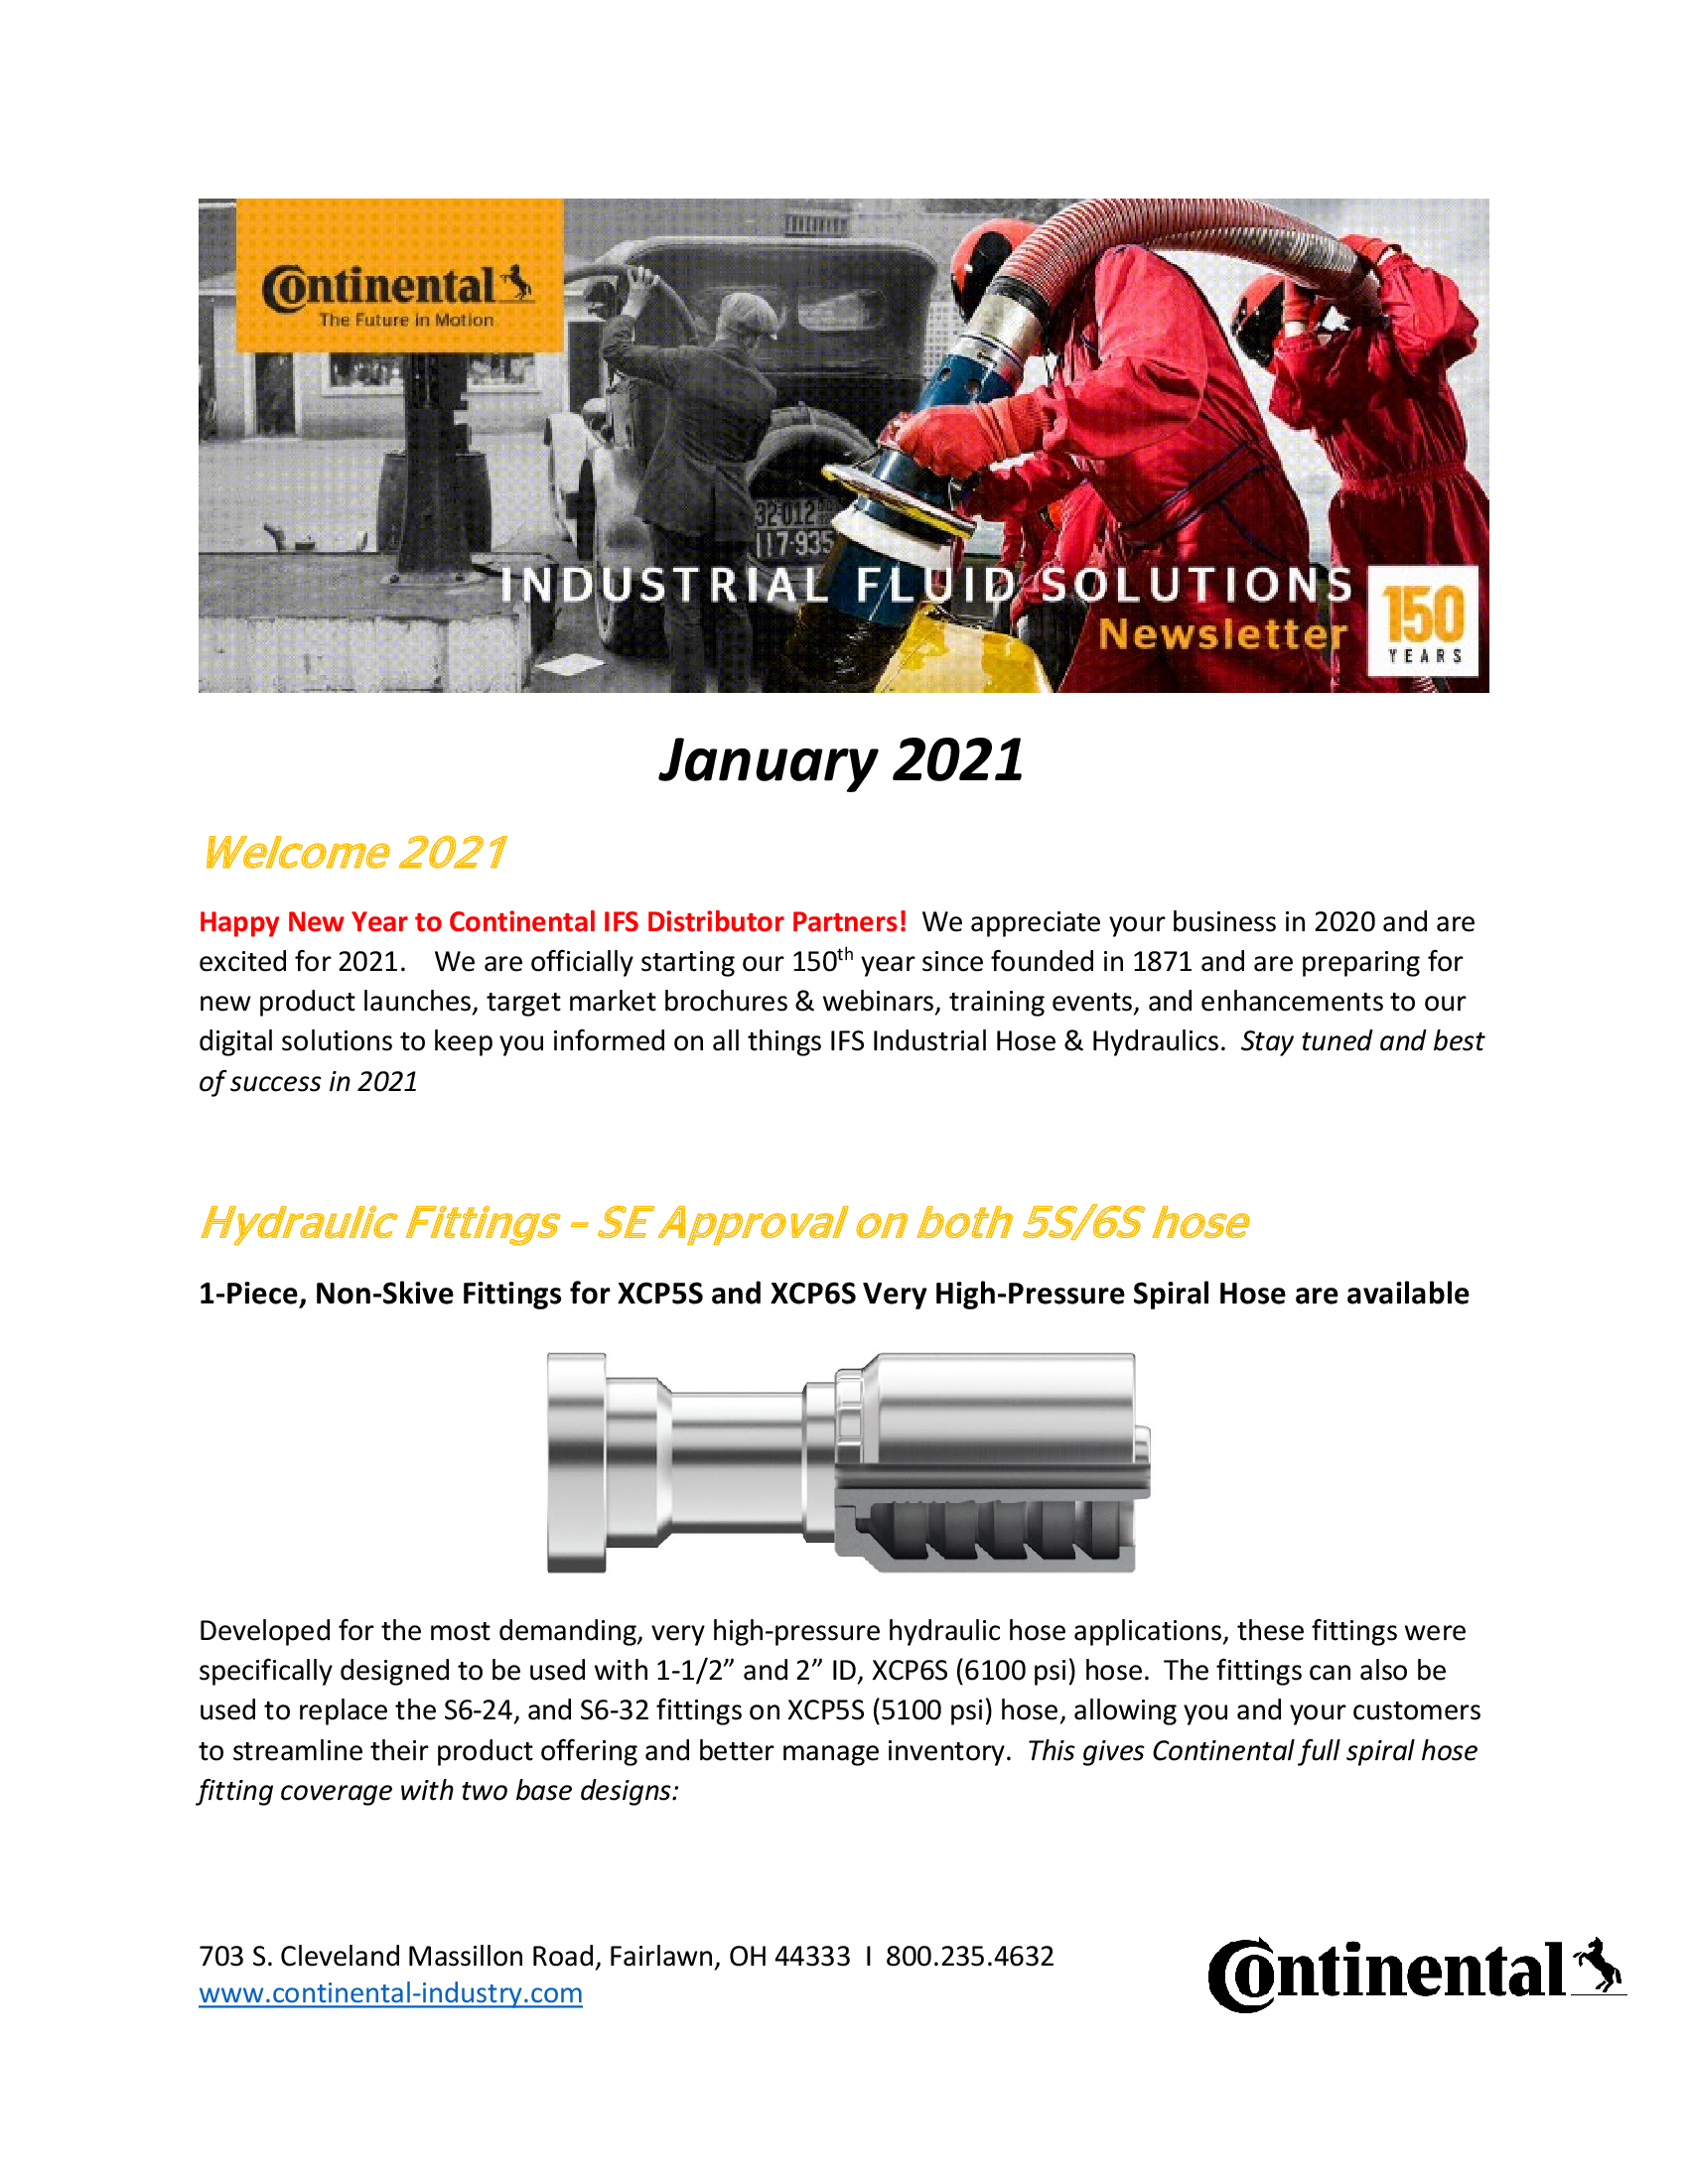 Continental
The Future in Motion
32-012
117-935
INDUSTRIAL FLUID SOLUTIONS
Newsletter
150
YEARS
January 2021
Welcome 2021
Happy New Year to Continental IFS Distributor Partners!  We appreciate your business in 2020 and are
excited for 2021.    We are officially starting our 150th year since founded in 1871 and are preparing for
new product launches, target market brochures & webinars, training events, and enhancements to our
digital solutions to keep you informed on all things IFS Industrial Hose & Hydraulics.  Stay tuned and best
of success in 2021
Hydraulic Fittings – SE Approval on both 5S/6S hose
1-Piece, Non-Skive Fittings for XCP5S and XCP6S Very High-Pressure Spiral Hose are available
Developed for the most demanding, very high-pressure hydraulic hose applications, these fittings were
specifically designed to be used with 1-1/2” and 2” ID, XCP6S (6100 psi) hose.  The fittings can also be
used to replace the S6-24, and S6-32 fittings on XCP5S (5100 psi) hose, allowing you and your customers
to streamline their product offering and better manage inventory.  This gives Continental full spiral hose
fitting coverage with two base designs:
703 S. Cleveland Massillon Road, Fairlawn, OH 44333  I  800.235.4632
www.continental-industry.com
Continental